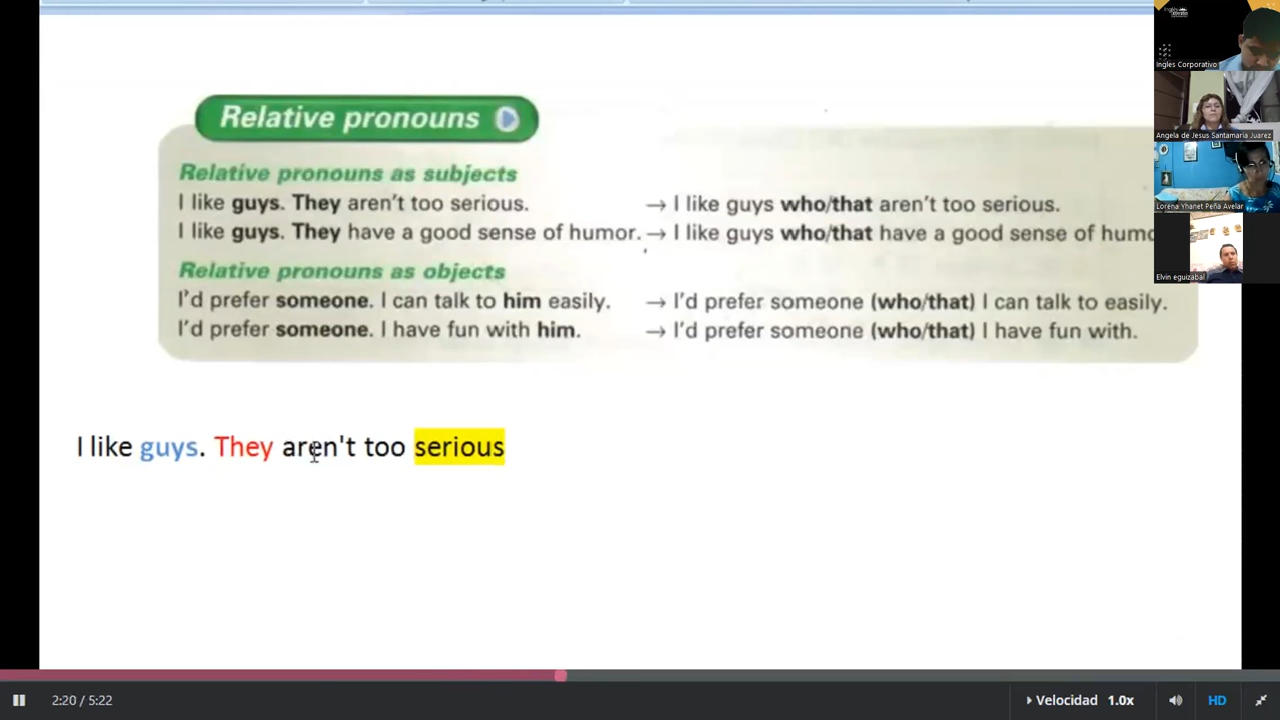 Relative pronouns
Relative pronouns as subjects
I like guys. They aren't too serious. → I like guys who/that aren't too serious.
I like guys. They have a good sense of humor. → I like guys who/that have a good sense of humo
Relative pronouns as objects
I'd prefer someone. I can talk to him easily. → I'd prefer someone (who/that) I can talk to easily.
I'd prefer someone. I have fun with him. → I'd prefer someone (who/that) I have fun with.
I like guys. They aren't too serious
Ingles Corporativo
Angela de Jesus Santamaria Juarez
Lorena Yhanet Peña Avelar
Elvin eguizabal
2:20 / 5:22
Velocidad 1.0x
HD